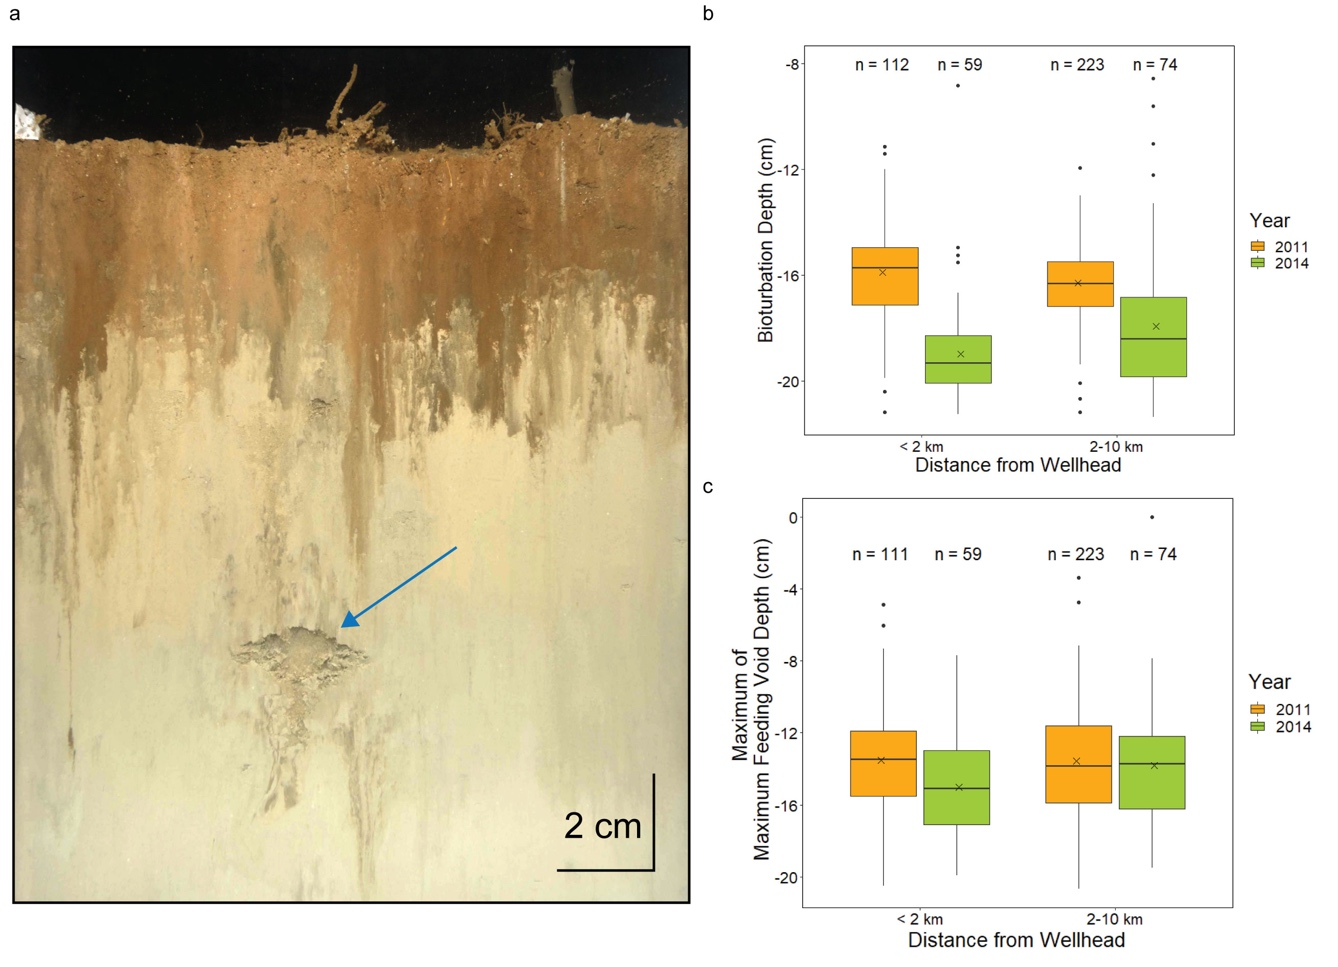 a
2 cm
b
Bioturbation Depth (cm)
-8
-12
-16
-20
n = 112
n = 59
n = 223
n = 74
< 2 km
2-10 km
Distance from Wellhead
Year
2011
2014
c
Maximum of
Maximum Feeding Void Depth (cm)
0
-4
-8
-12
-16
-20
n = 111
n = 59
n = 223
n = 74
< 2 km
2-10 km
Distance from Wellhead
Year
2011
2014